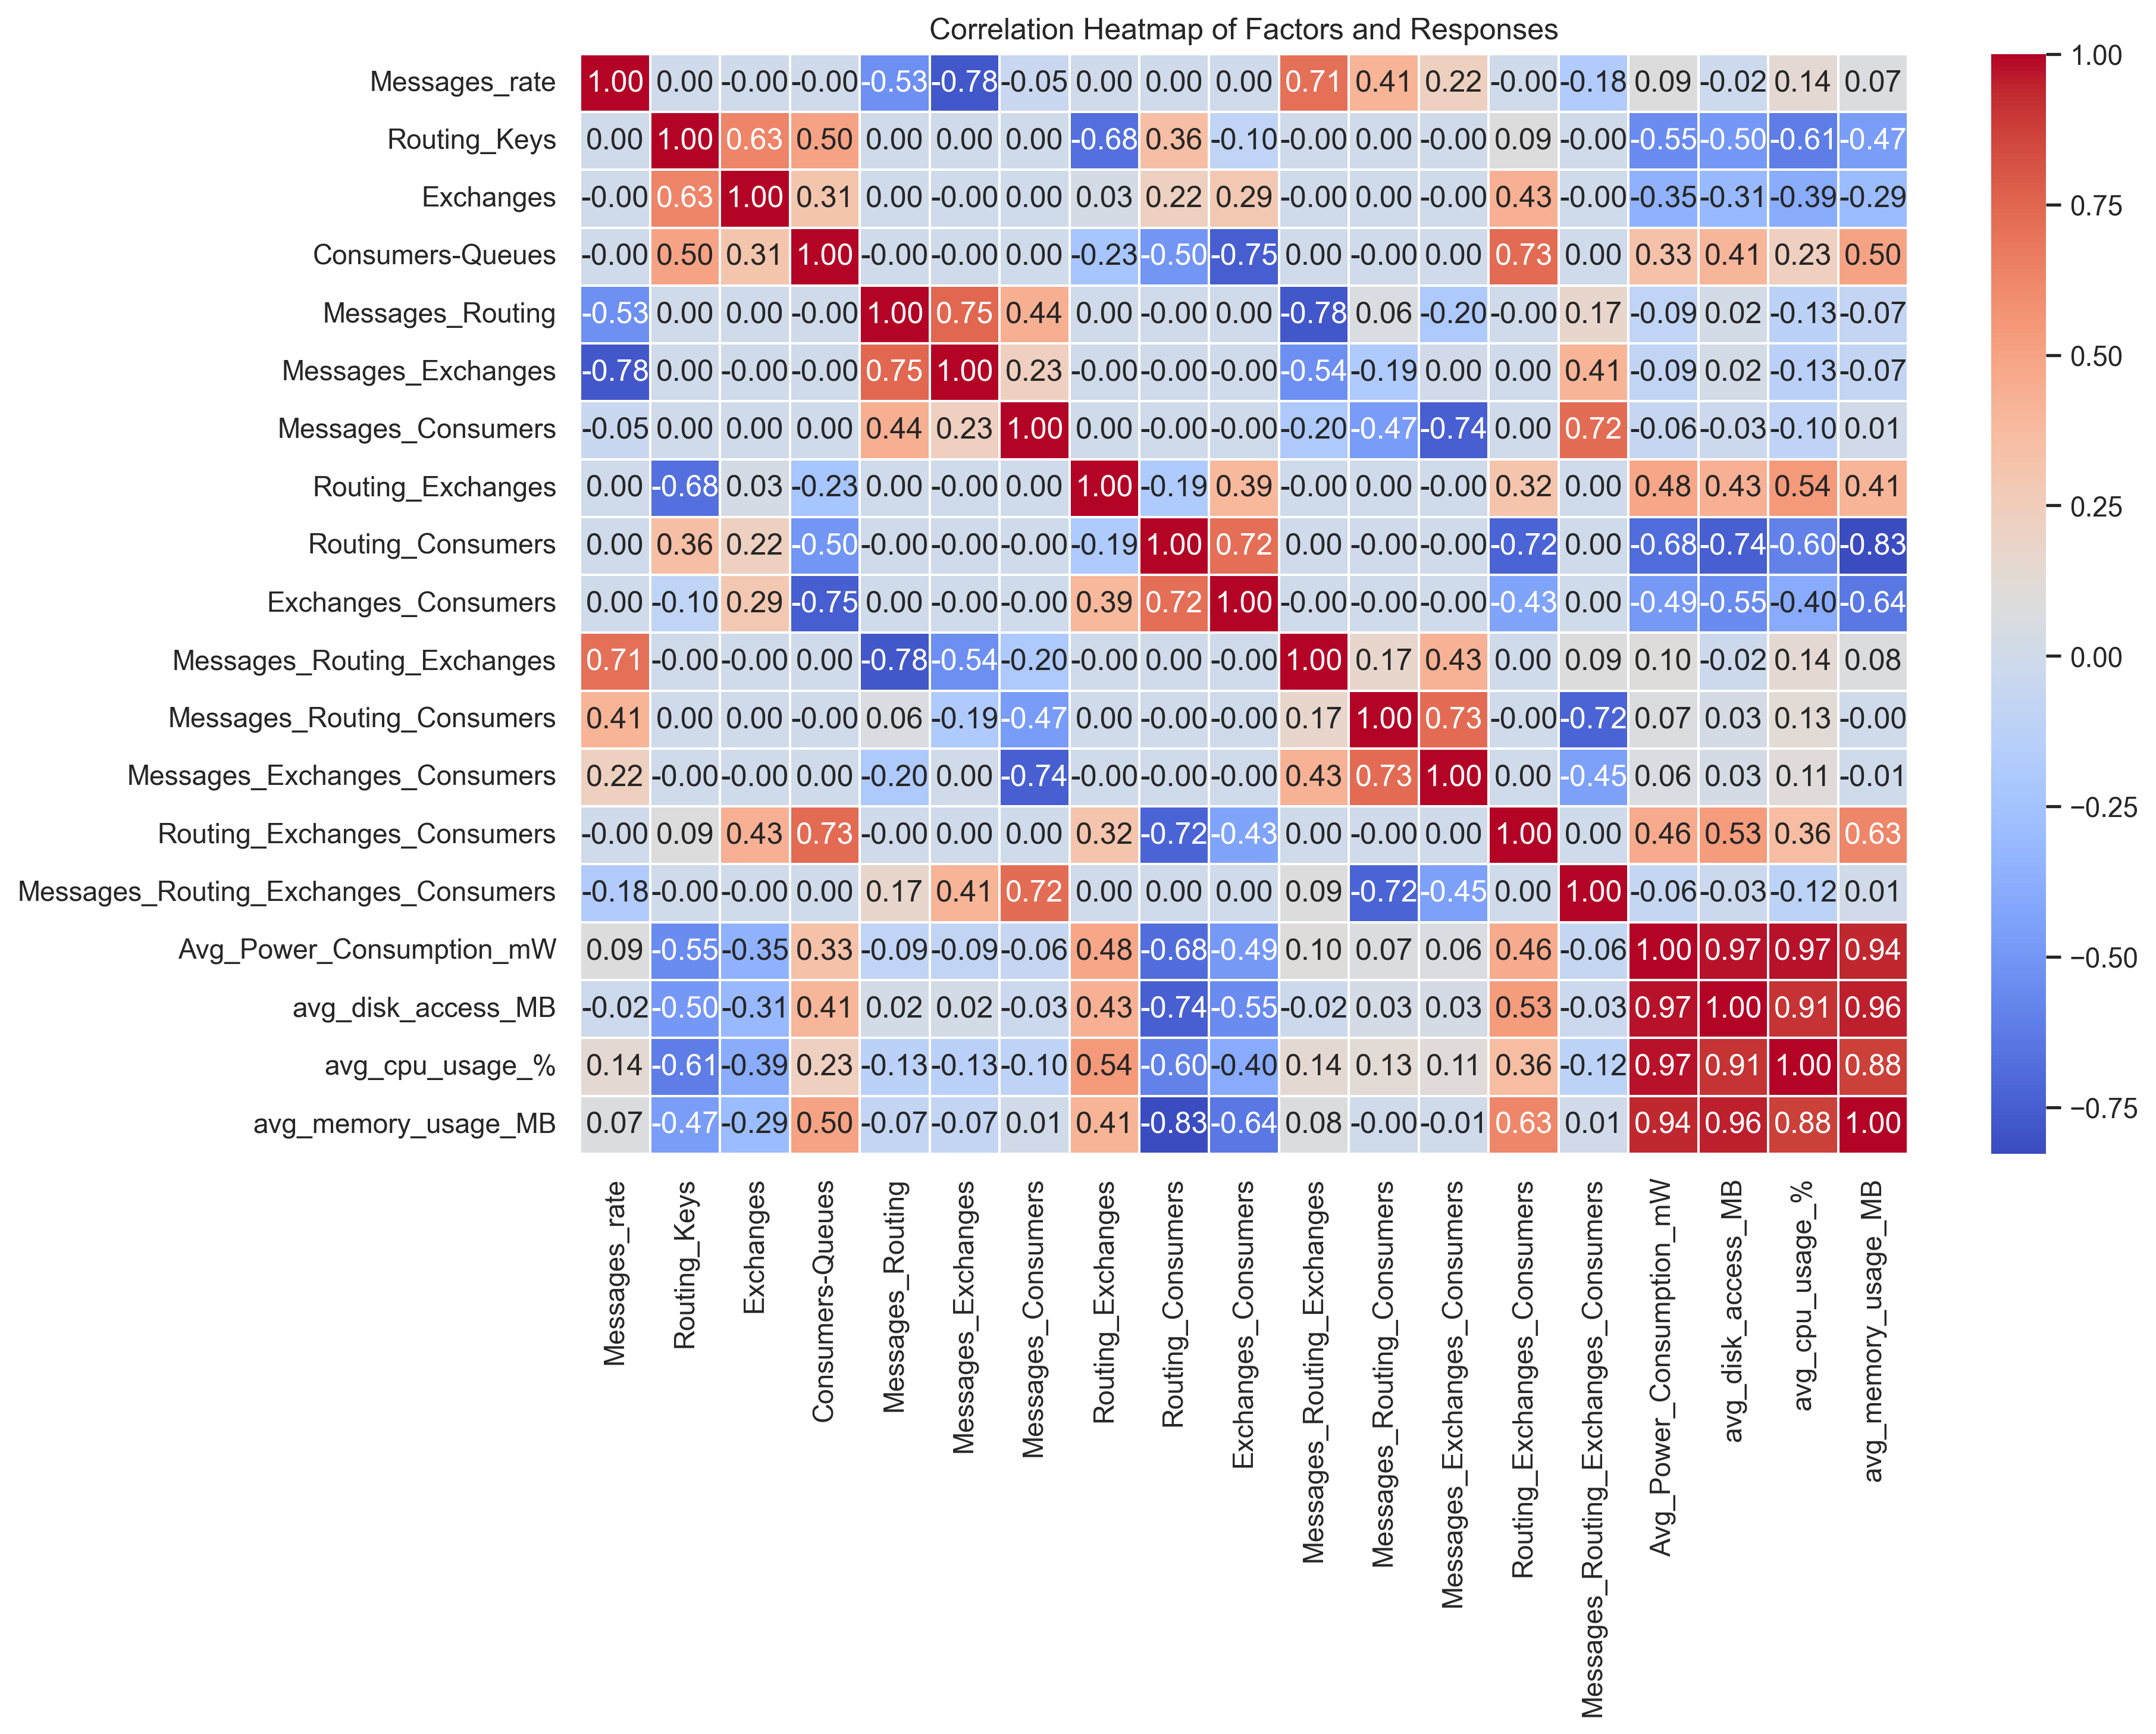 Correlation Heatmap of Factors and Responses
Messages_rate 1.00 0.00 -0.00 -0.00 -0.53 -0.78 -0.05 0.00 0.00 0.00 0.71 0.41 0.22 -0.00 -0.18 0.09 -0.02 0.14 0.07
Routing_Keys 0.00 1.00 0.63 0.50 0.00 0.00 0.00 -0.68 0.36 -0.10 -0.00 0.00 -0.00 0.09 -0.00 -0.55 -0.50 -0.61 -0.47
Exchanges -0.00 0.63 1.00 0.31 0.00 -0.00 0.00 0.03 0.22 0.29 -0.00 0.00 -0.00 0.43 -0.00 -0.35 -0.31 -0.39 -0.29
Consumers-Queues -0.00 0.50 0.31 1.00 -0.00 -0.00 0.00 -0.23 -0.50 -0.75 0.00 -0.00 0.00 0.73 0.00 0.33 0.41 0.23 0.50
Messages_Routing -0.53 0.00 0.00 -0.00 1.00 0.75 0.44 0.00 -0.00 0.00 -0.78 0.06 -0.20 -0.00 0.17 -0.09 0.02 -0.13 -0.07
Messages_Exchanges -0.78 0.00 -0.00 -0.00 0.75 1.00 0.23 -0.00 -0.00 -0.00 -0.54 -0.19 0.00 0.00 0.41 -0.09 0.02 -0.13 -0.07
Messages_Consumers -0.05 0.00 0.00 0.00 0.44 0.23 1.00 0.00 -0.00 -0.00 -0.20 -0.47 -0.74 0.00 0.72 -0.06 -0.03 -0.10 0.01
Routing_Exchanges 0.00 -0.68 0.03 -0.23 0.00 -0.00 0.00 1.00 -0.19 0.39 -0.00 0.00 -0.00 0.32 0.00 0.48 0.43 0.54 0.41
Routing_Consumers 0.00 0.36 0.22 -0.50 -0.00 -0.00 -0.00 -0.19 1.00 0.72 0.00 -0.00 -0.00 -0.72 0.00 -0.68 -0.74 -0.60 -0.83
Exchanges_Consumers 0.00 -0.10 0.29 -0.75 0.00 -0.00 -0.00 0.39 0.72 1.00 -0.00 -0.00 -0.00 -0.43 0.00 -0.49 -0.55 -0.40 -0.64
Messages_Routing_Exchanges 0.71 -0.00 -0.00 0.00 -0.78 -0.54 -0.20 -0.00 0.00 -0.00 1.00 0.17 0.43 0.00 0.09 0.10 -0.02 0.14 0.08
Messages_Routing_Consumers 0.41 0.00 0.00 -0.00 0.06 -0.19 -0.47 0.00 -0.00 -0.00 0.17 1.00 0.73 -0.00 -0.72 0.07 0.03 0.13 -0.00
Messages_Exchanges_Consumers 0.22 -0.00 -0.00 0.00 -0.20 0.00 -0.74 -0.00 -0.00 -0.00 0.43 0.73 1.00 0.00 -0.45 0.06 0.03 0.11 -0.01
Routing_Exchanges_Consumers -0.00 0.09 0.43 0.73 -0.00 0.00 0.00 0.32 -0.72 -0.43 0.00 -0.00 0.00 1.00 0.00 0.46 0.53 0.36 0.63
Messages_Routing_Exchanges_Consumers -0.18 -0.00 -0.00 0.00 0.17 0.41 0.72 0.00 0.00 0.00 0.09 -0.72 -0.45 0.00 1.00 -0.06 -0.03 -0.12 0.01
Avg_Power_Consumption_mW 0.09 -0.55 -0.35 0.33 -0.09 -0.09 -0.06 0.48 -0.68 -0.49 0.10 0.07 0.06 0.46 -0.06 1.00 0.97 0.97 0.94
avg_disk_access_MB -0.02 -0.50 -0.31 0.41 0.02 0.02 -0.03 0.43 -0.74 -0.55 -0.02 0.03 0.03 0.53 -0.03 0.97 1.00 0.91 0.96
avg_cpu_usage_% 0.14 -0.61 -0.39 0.23 -0.13 -0.13 -0.10 0.54 -0.60 -0.40 0.14 0.13 0.11 0.36 -0.12 0.97 0.91 1.00 0.88
avg_memory_usage_MB 0.07 -0.47 -0.29 0.50 -0.07 -0.07 0.01 0.41 -0.83 -0.64 0.08 -0.00 -0.01 0.63 0.01 0.94 0.96 0.88 1.00
Messages_rate
Routing_Keys
Exchanges
Consumers-Queues
Messages_Routing
Messages_Exchanges
Messages_Consumers
Routing_Exchanges
Routing_Consumers
Exchanges_Consumers
Messages_Routing_Exchanges
Messages_Routing_Consumers
Messages_Exchanges_Consumers
Routing_Exchanges_Consumers
Messages_Routing_Exchanges_Consumers
Avg_Power_Consumption_mW
avg_disk_access_MB
avg_cpu_usage_%
avg_memory_usage_MB
1.00
0.75
0.50
0.25
0.00
−0.25
−0.50
−0.75